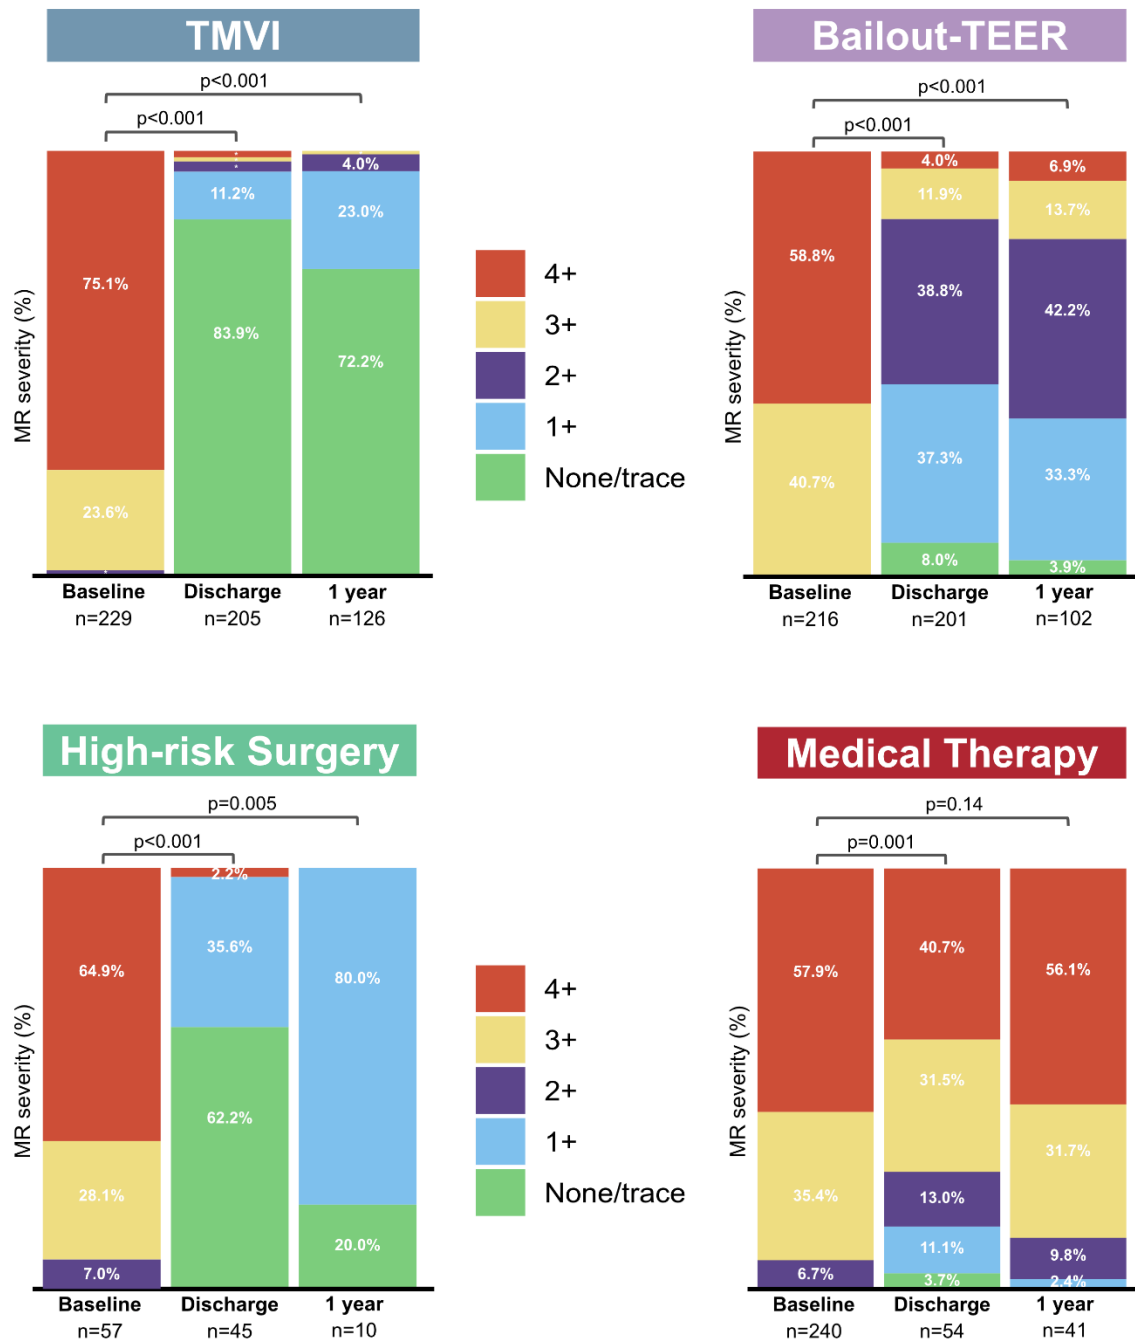 TMVI
p<0.001
p<0.001
MR severity (%)
75.1%
23.6%
*
*
*
11.2%
83.9%
4.0%
23.0%
72.2%
Baseline
Discharge
1 year
n=229
n=205
n=126
4+
3+
2+
1+
None/trace
Bailout-TEER
p<0.001
p<0.001
MR severity (%)
58.8%
40.7%
4.0%
11.9%
38.8%
37.3%
8.0%
6.9%
13.7%
42.2%
33.3%
3.9%
Baseline
Discharge
1 year
n=216
n=201
n=102
High-risk Surgery
p=0.005
p<0.001
MR severity (%)
64.9%
28.1%
7.0%
2.2%
35.6%
62.2%
80.0%
20.0%
Baseline
Discharge
1 year
n=57
n=45
n=10
4+
3+
2+
1+
None/trace
Medical Therapy
p=0.14
p=0.001
MR severity (%)
57.9%
35.4%
6.7%
40.7%
31.5%
13.0%
11.1%
3.7%
56.1%
31.7%
9.8%
2.4%
Baseline
Discharge
1 year
n=240
n=54
n=41